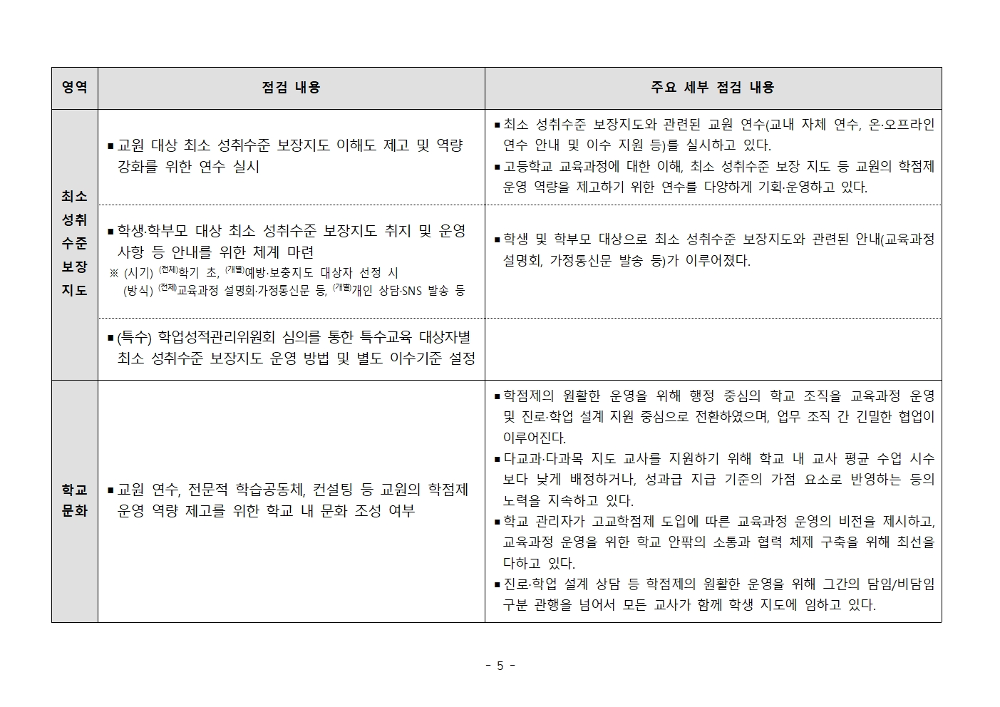 영역
점검 내용
주요 세부 점검 내용
최소
성취
수준
보장
지도
▪교원 대상 최소 성취수준 보장지도 이해도 제고 및 역량
강화를 위한 연수 실시
▪최소 성취수준 보장지도와 관련된 교원 연수(교내 자체 연수, 온·오프라인
연수 안내 및 이수 지원 등)를 실시하고 있다.
▪고등학교 교육과정에 대한 이해, 최소 성취수준 보장 지도 등 교원의 학점제
운영 역량을 제고하기 위한 연수를 다양하게 기획·운영하고 있다.
▪학생·학부모 대상 최소 성취수준 보장지도 취지 및 운영
사항 등 안내를 위한 체계 마련
※ (시기) (전체)학기 초, (개별)예방·보충지도 대상자 선정 시
(방식) (전체)교육과정 설명회·가정통신문 등, (개별)개인 상담·SNS 발송 등
▪학생 및 학부모 대상으로 최소 성취수준 보장지도와 관련된 안내(교육과정
설명회, 가정통신문 발송 등)가 이루어졌다.
▪(특수) 학업성적관리위원회 심의를 통한 특수교육 대상자별
최소 성취수준 보장지도 운영 방법 및 별도 이수기준 설정
학교
문화
▪교원 연수, 전문적 학습공동체, 컨설팅 등 교원의 학점제
운영 역량 제고를 위한 학교 내 문화 조성 여부
▪학점제의 원활한 운영을 위해 행정 중심의 학교 조직을 교육과정 운영
및 진로·학업 설계 지원 중심으로 전환하였으며, 업무 조직 간 긴밀한 협업이
이루어진다.
▪다교과·다과목 지도 교사를 지원하기 위해 학교 내 교사 평균 수업 시수
보다 낮게 배정하거나, 성과급 지급 기준의 가점 요소로 반영하는 등의
노력을 지속하고 있다.
▪학교 관리자가 고교학점제 도입에 따른 교육과정 운영의 비전을 제시하고,
교육과정 운영을 위한 학교 안팎의 소통과 협력 체제 구축을 위해 최선을
다하고 있다.
▪진로·학업 설계 상담 등 학점제의 원활한 운영을 위해 그간의 담임/비담임
구분 관행을 넘어서 모든 교사가 함께 학생 지도에 임하고 있다.
- 5 -